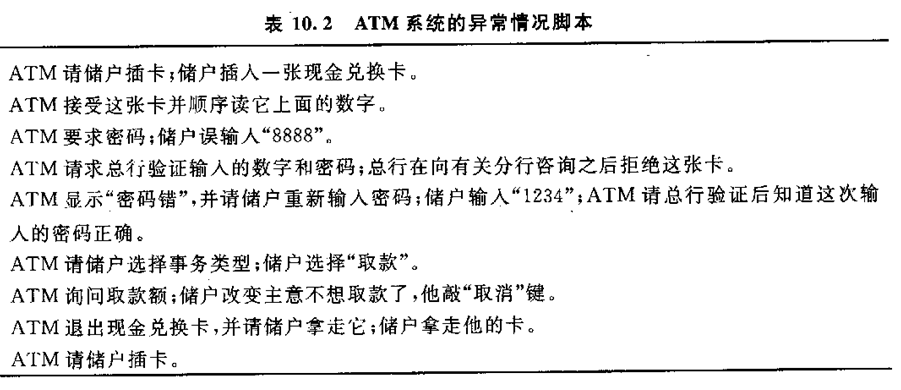 表 10.2 ATM 系统的异常情况脚本
ATM 请储户插卡;储户插入一张现金兑换卡。
ATM 接受这张卡并顺序读它上面的数字。
ATM 要求密码;储户误输入“8888”。
ATM 请求总行验证输入的数字和密码;总行在向有关分行咨询之后拒绝这张卡。
ATM 显示“密码错”,并请储户重新输入密码;储户输入“1234”;ATM 请总行验证后知道这次输
入的密码正确。
ATM 请储户选择事务类型;储户选择“取款”。
ATM 询问取款额;储户改变主意不想取款了,他敲“取消”键。
ATM 退出现金兑换卡,并请储户拿走它;储户拿走他的卡。
ATM 请储户插卡。